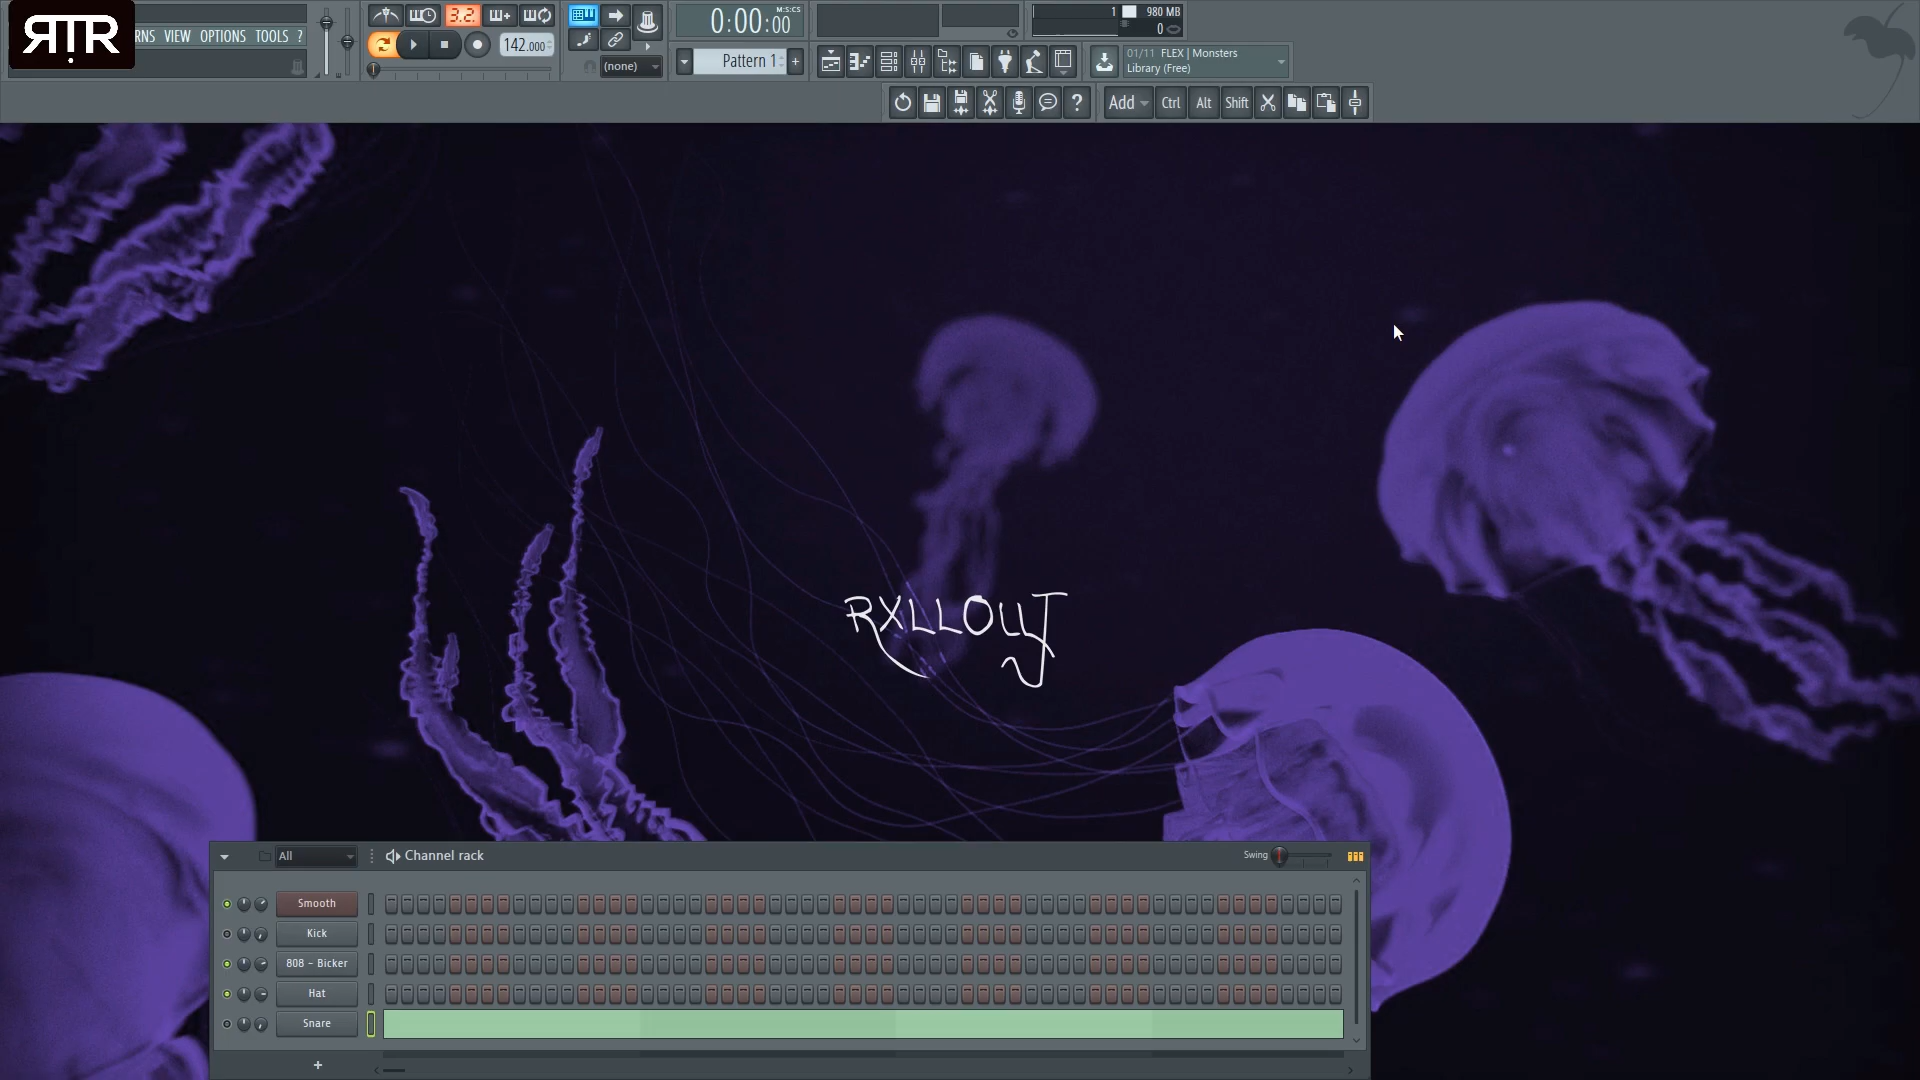 RTR
RNS VIEW OPTIONS TOOLS ?
3.2.
142.000
(none)
M:S:CS
0:00:00
Pattern 1
+
1
980 MB
0
01/11 FLEX | Monsters
Library (Free)
?
Add
Ctrl
Alt
Shift
RXLLOUT
All
Channel rack
Swing
Smooth
Kick
808 - Bicker
Hat
Snare
+